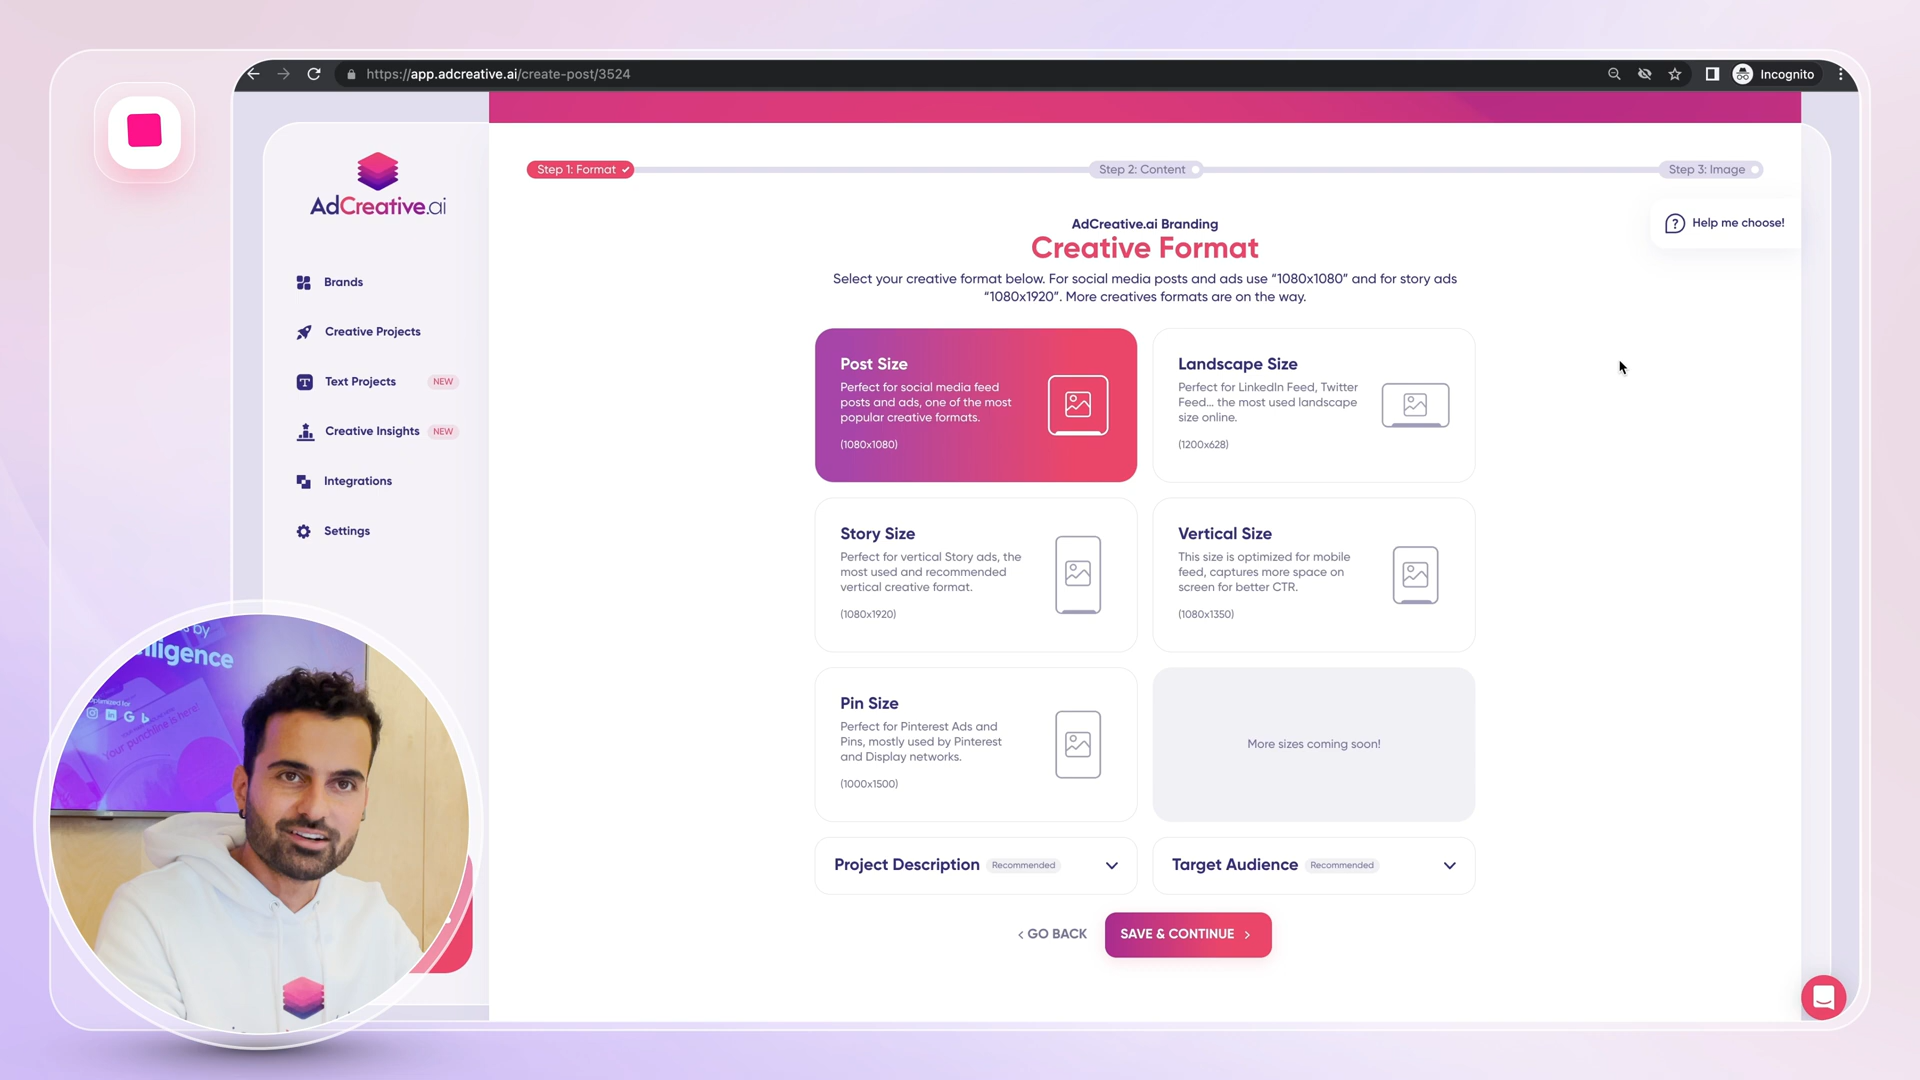 https://app.adcreative.ai/create-post/3524
Incognito
AdCreative.ai
Brands
Creative Projects
Text Projects NEW
Creative Insights NEW
Integrations
Settings
Step 1: Format
Step 2: Content
Step 3: Image
Help me choose!
AdCreative.ai Branding
Creative Format
Select your creative format below. For social media posts and ads use “1080x1080” and for story ads
“1080x1920”. More creatives formats are on the way.
Post Size
Perfect for social media feed
posts and ads, one of the most
popular creative formats.
(1080x1080)
Landscape Size
Perfect for LinkedIn Feed, Twitter
Feed... the most used landscape
size online.
(1200x628)
Story Size
Perfect for vertical Story ads, the
most used and recommended
vertical creative format.
(1080x1920)
Vertical Size
This size is optimized for mobile
feed, captures more space on
screen for better CTR.
(1080x1350)
Pin Size
Perfect for Pinterest Ads and
Pins, mostly used by Pinterest
and Display networks.
(1000x1500)
More sizes coming soon!
Project Description Recommended
Target Audience Recommended
GO BACK
SAVE & CONTINUE
by
lligence
optimized for
Your punchline is here!